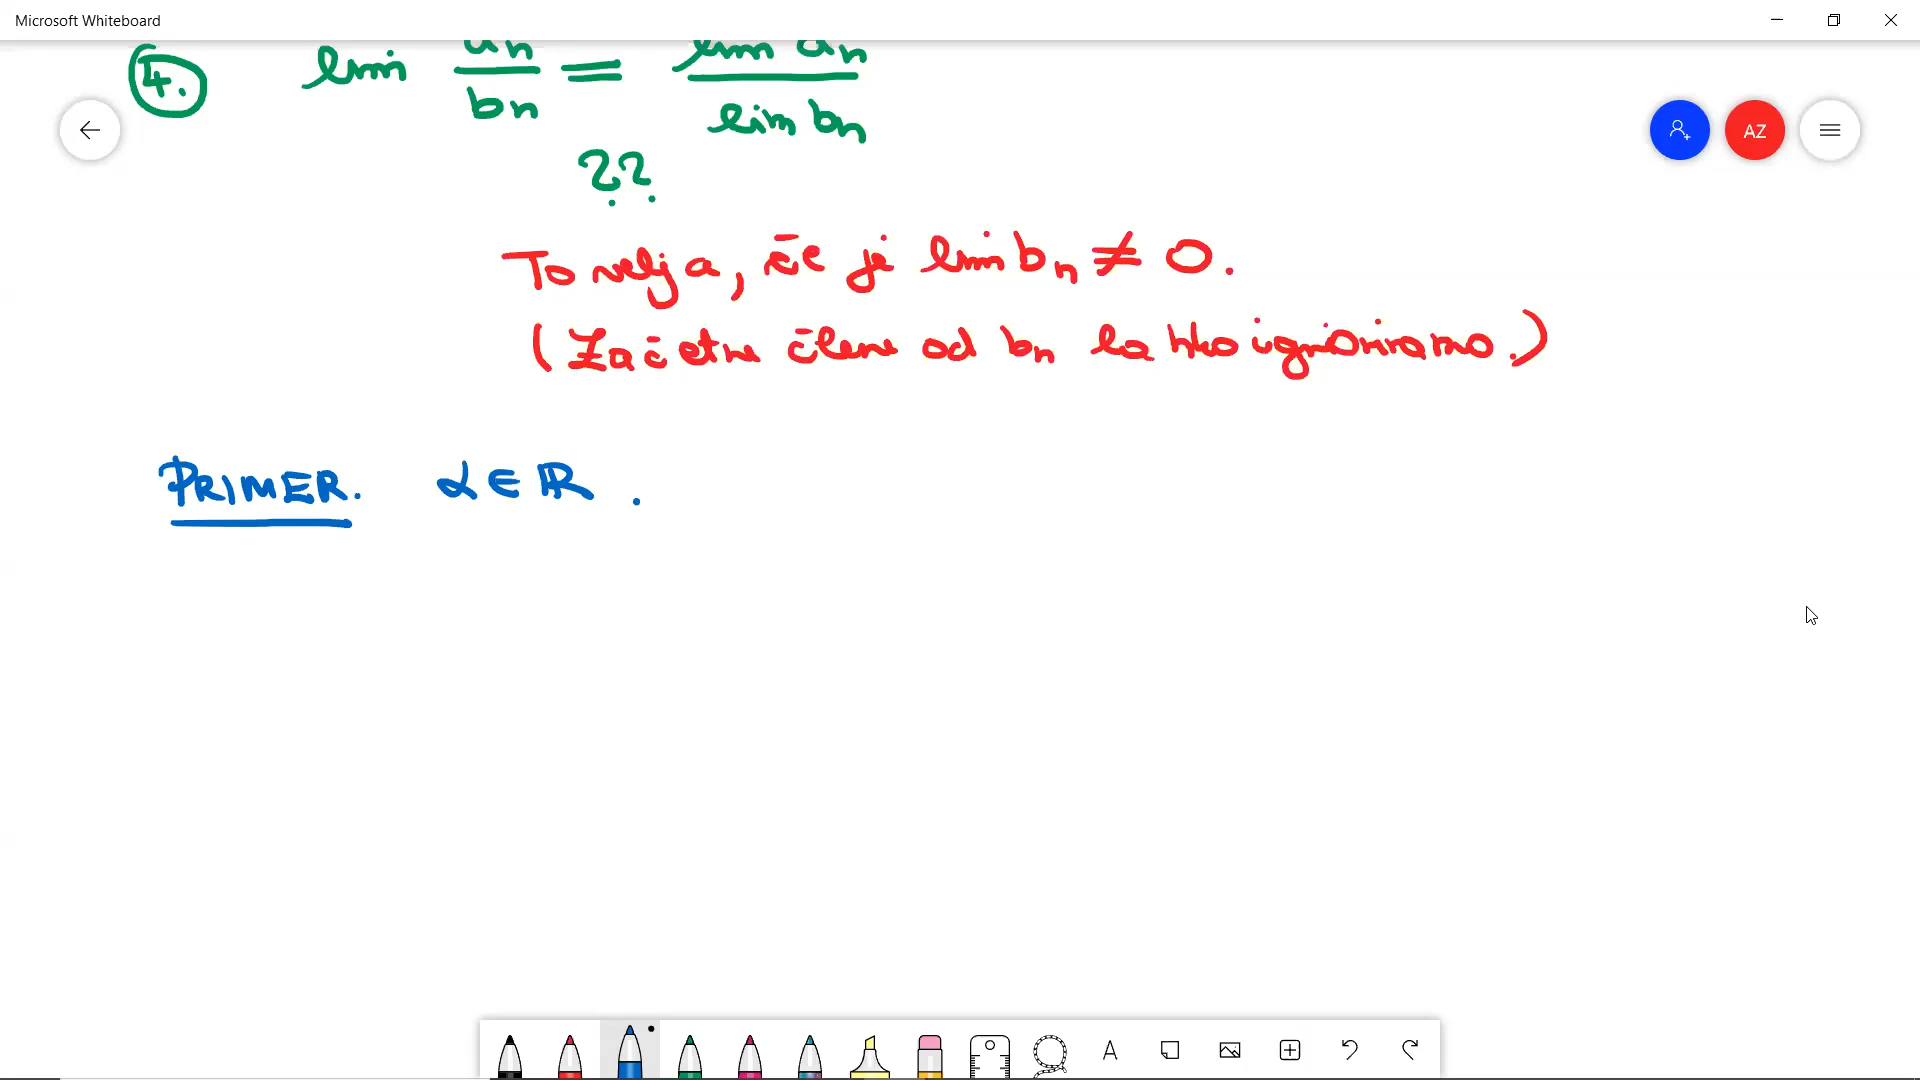 Microsoft Whiteboard
4. lim an/bn = lim an/lim bn
??
To velja, če je lim bn ≠ 0.
(Začetne člene od bn lahko ignoriramo.)
AZ
PRIMER. α ∈ ℝ.
A